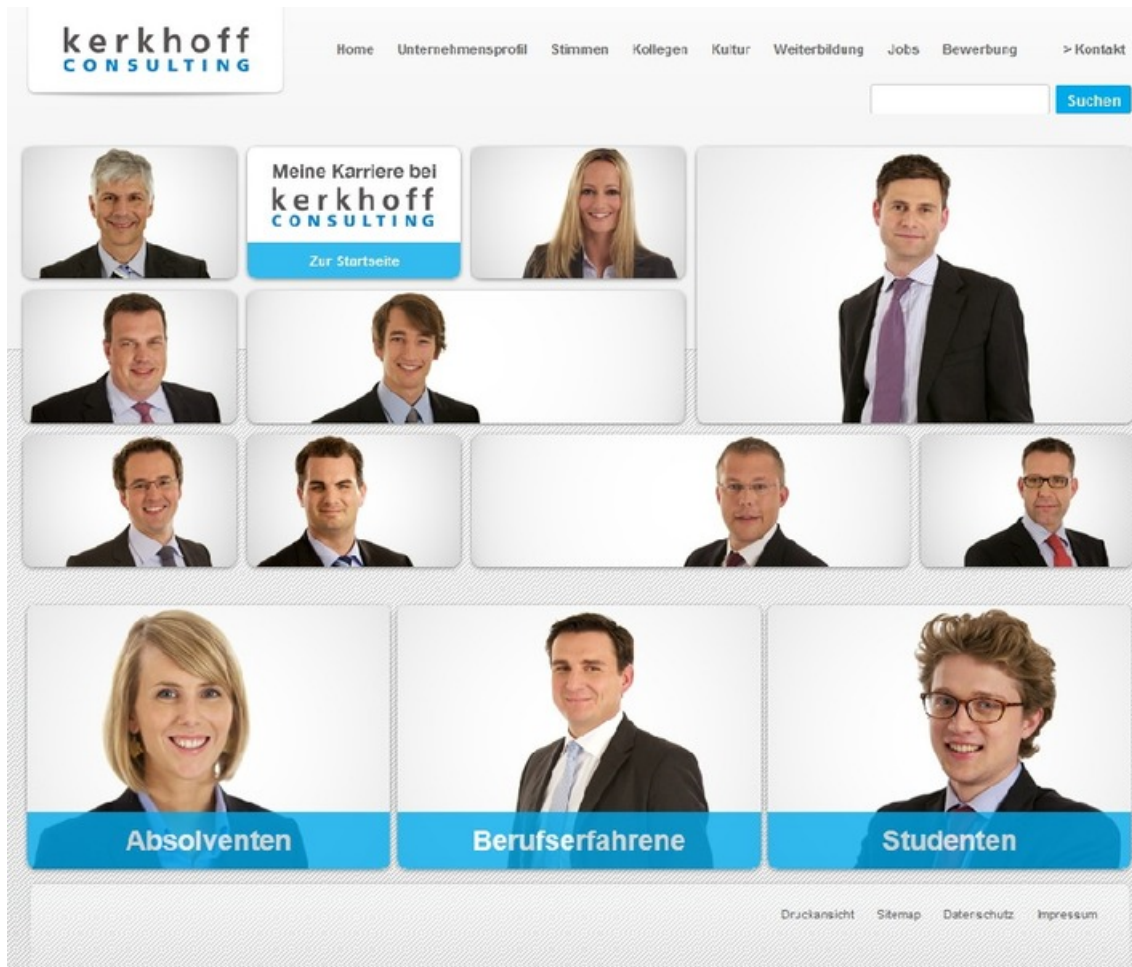 kerkhoff
CONSULTING
Home Unternehmensprofil Stimmen Kollegen Kultur Weiterbildung Jobs Bewerbung > Kontakt
Suchen
Meine Karriere bei
kerkhoff
CONSULTING
Zur Startseite
Absolventen Berufserfahrene Studenten
Druckansicht Sitemap Datenschutz Impressum